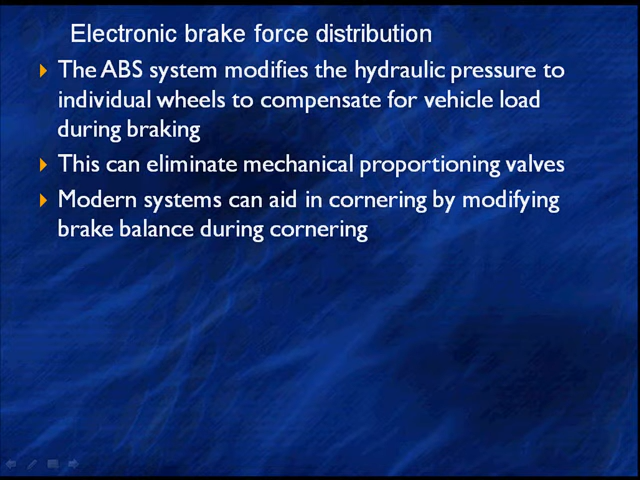 Electronic brake force distribution
The ABS system modifies the hydraulic pressure to
individual wheels to compensate for vehicle load
during braking
This can eliminate mechanical proportioning valves
Modern systems can aid in cornering by modifying
brake balance during cornering